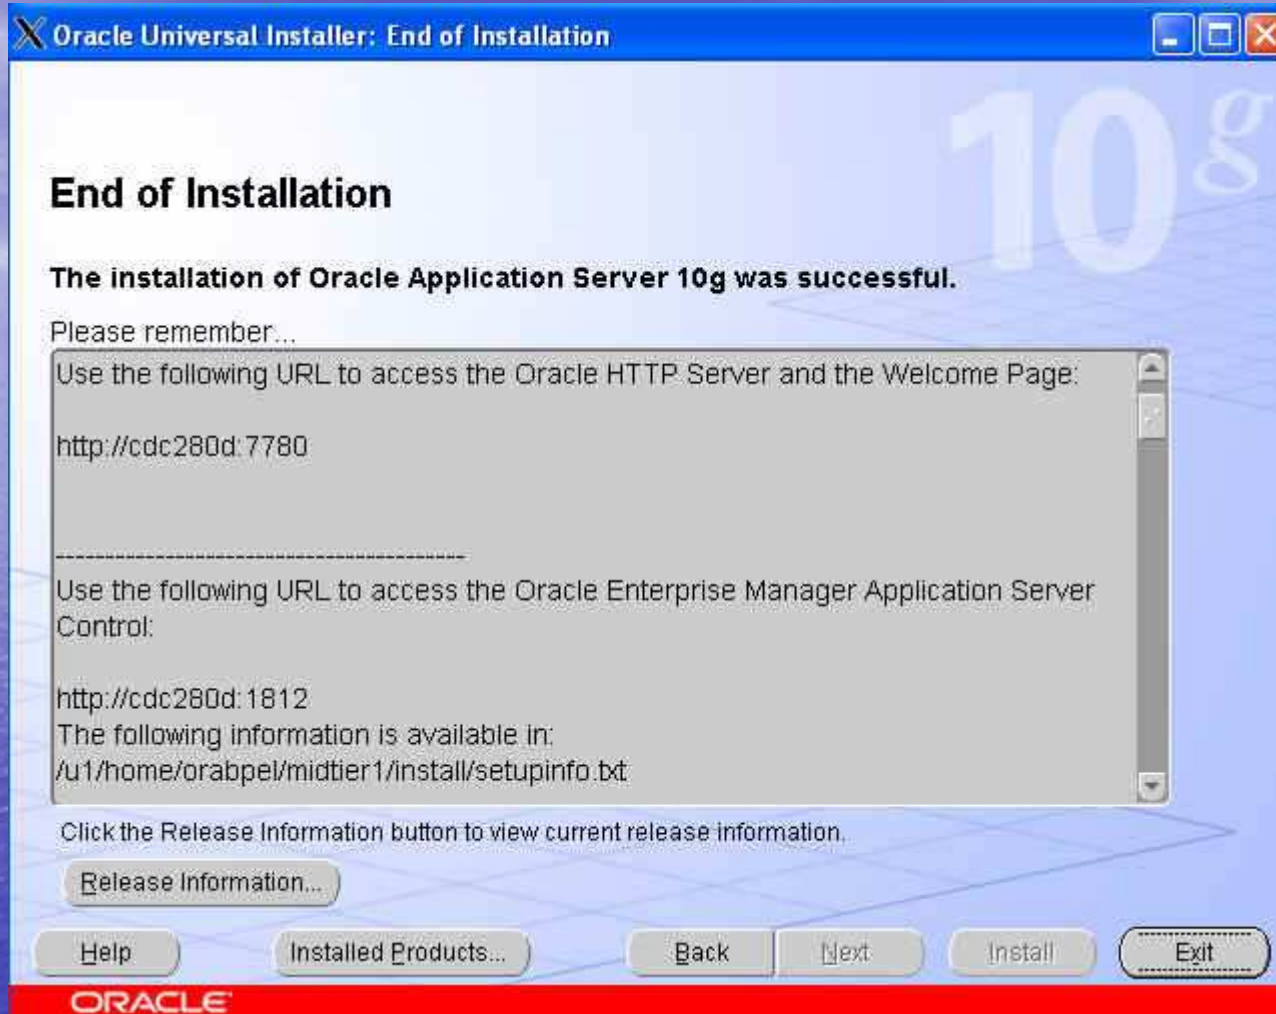 Oracle Universal Installer: End of Installation
10g
End of Installation
The installation of Oracle Application Server 10g was successful.
Please remember...
Use the following URL to access the Oracle HTTP Server and the Welcome Page:
http://cdc280d:7780
-----------------------------------------
Use the following URL to access the Oracle Enterprise Manager Application Server
Control:
http://cdc280d:1812
The following information is available in:
/u1/home/orabpel/midtier1/install/setupinfo.txt
Click the Release Information button to view current release information.
Release Information...
Help Installed Products... Back Next Install Exit
ORACLE